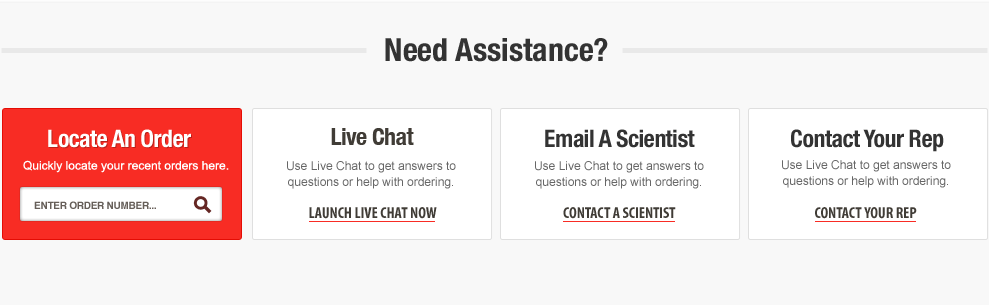 Need Assistance?
Locate An Order
Quickly locate your recent orders here.
ENTER ORDER NUMBER...
Live Chat
Use Live Chat to get answers to
questions or help with ordering.
LAUNCH LIVE CHAT NOW
Email A Scientist
Use Live Chat to get answers to
questions or help with ordering.
CONTACT A SCIENTIST
Contact Your Rep
Use Live Chat to get answers to
questions or help with ordering.
CONTACT YOUR REP